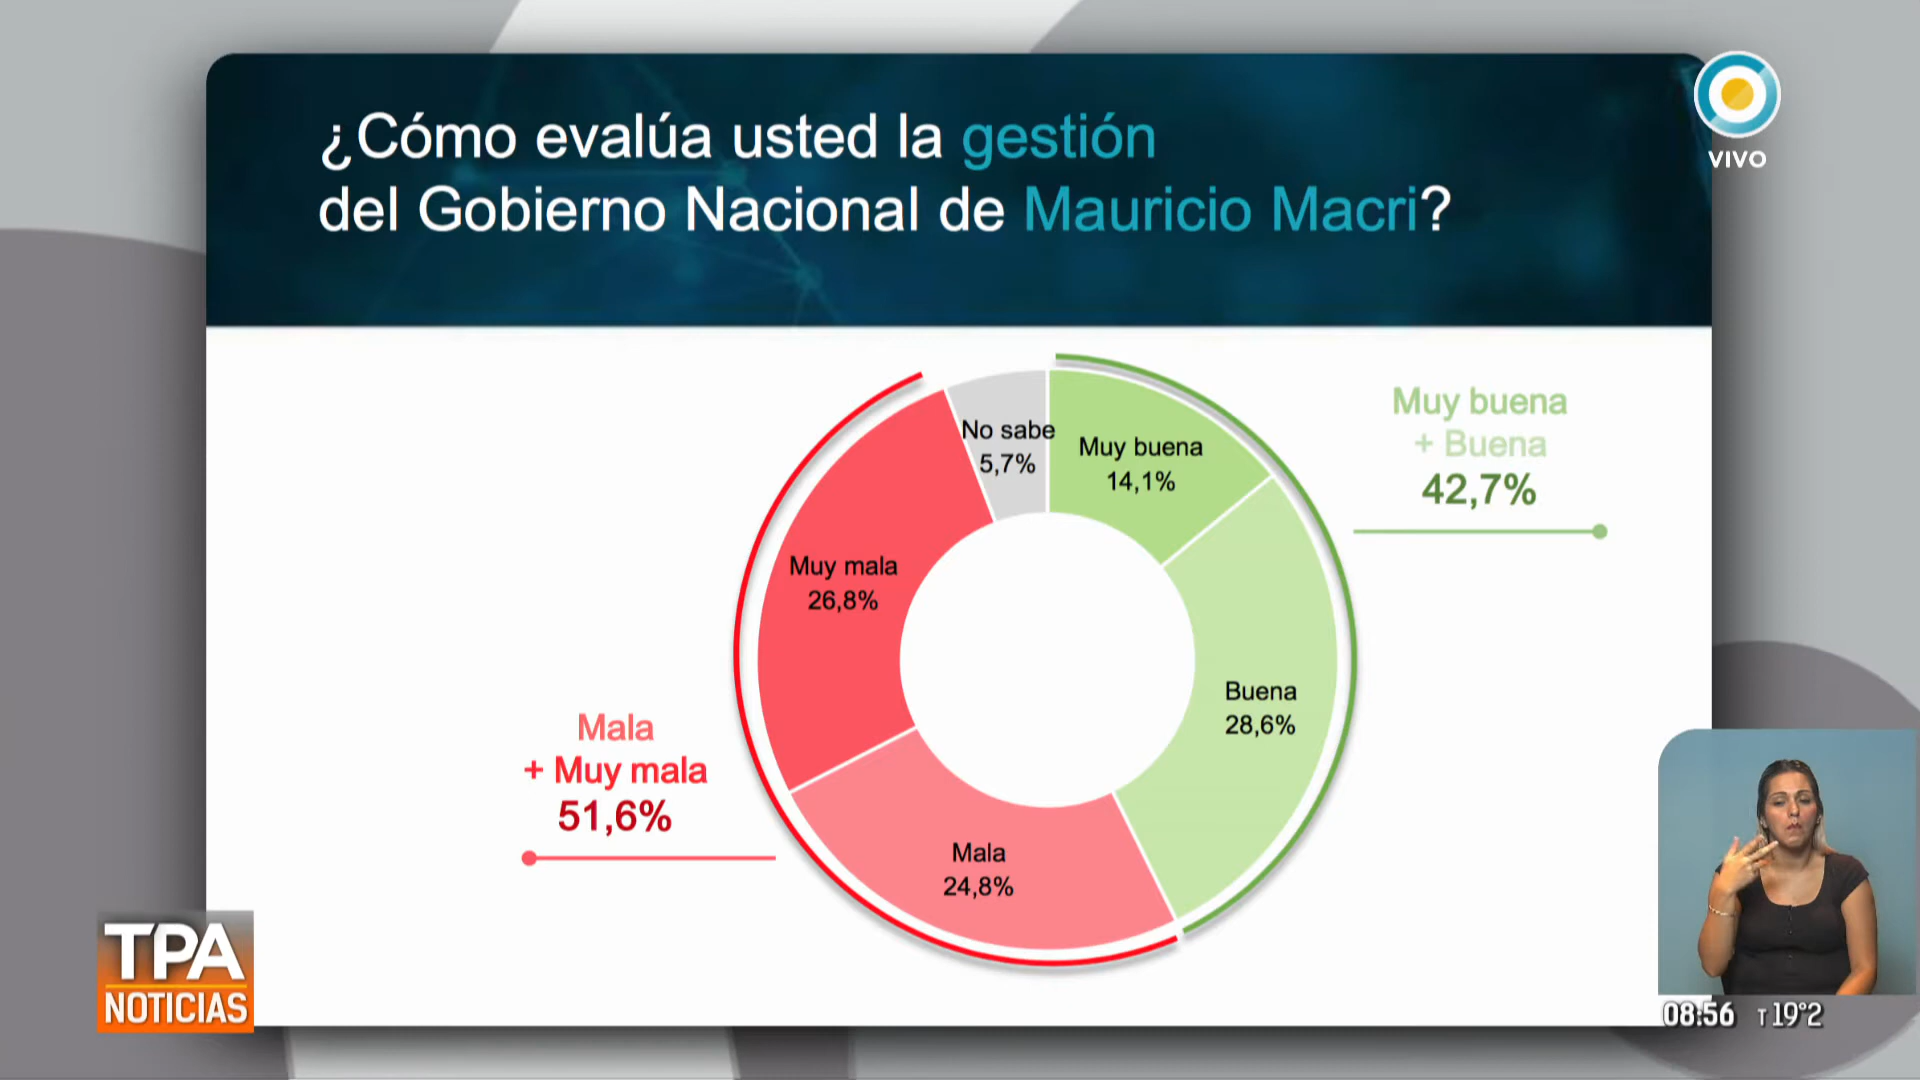 ¿Cómo evalúa usted la gestión
del Gobierno Nacional de Mauricio Macri?
VIVO
No sabe
5,7%
Muy buena
14,1%
Muy buena
+ Buena
42,7%
Muy mala
26,8%
Buena
28,6%
Mala
+ Muy mala
51,6%
Mala
24,8%
TPA
NOTICIAS
08:56 T 19°2